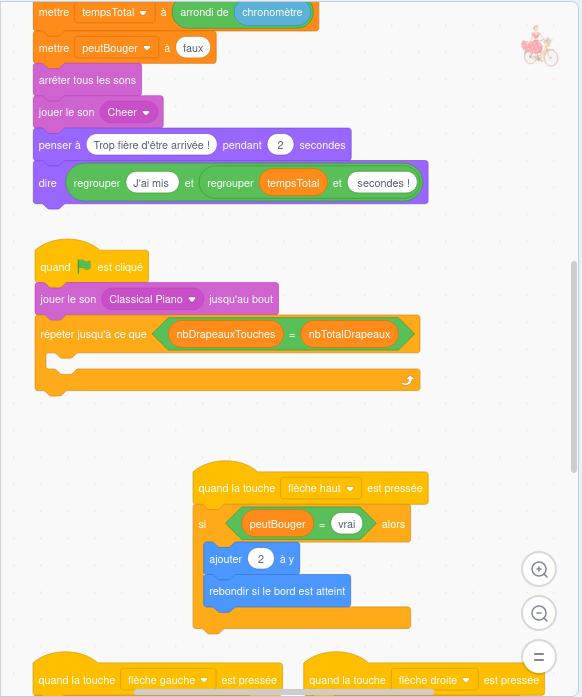 mettre tempsTotal à arrondi de chronomètre
mettre peutBouger à faux
arrêter tous les sons
jouer le son Cheer
penser à Trop fière d'être arrivée ! pendant 2 secondes
dire regrouper J'ai mis et regrouper tempsTotal et secondes !
quand est cliqué
jouer le son Classical Piano jusqu'au bout
répéter jusqu'à ce que nbDrapeauxTouches = nbTotalDrapeaux
quand la touche flèche haut est pressée
si peutBouger = vrai alors
ajouter 2 à y
rebondir si le bord est atteint
quand la touche flèche gauche est pressée
quand la touche flèche droite est pressée